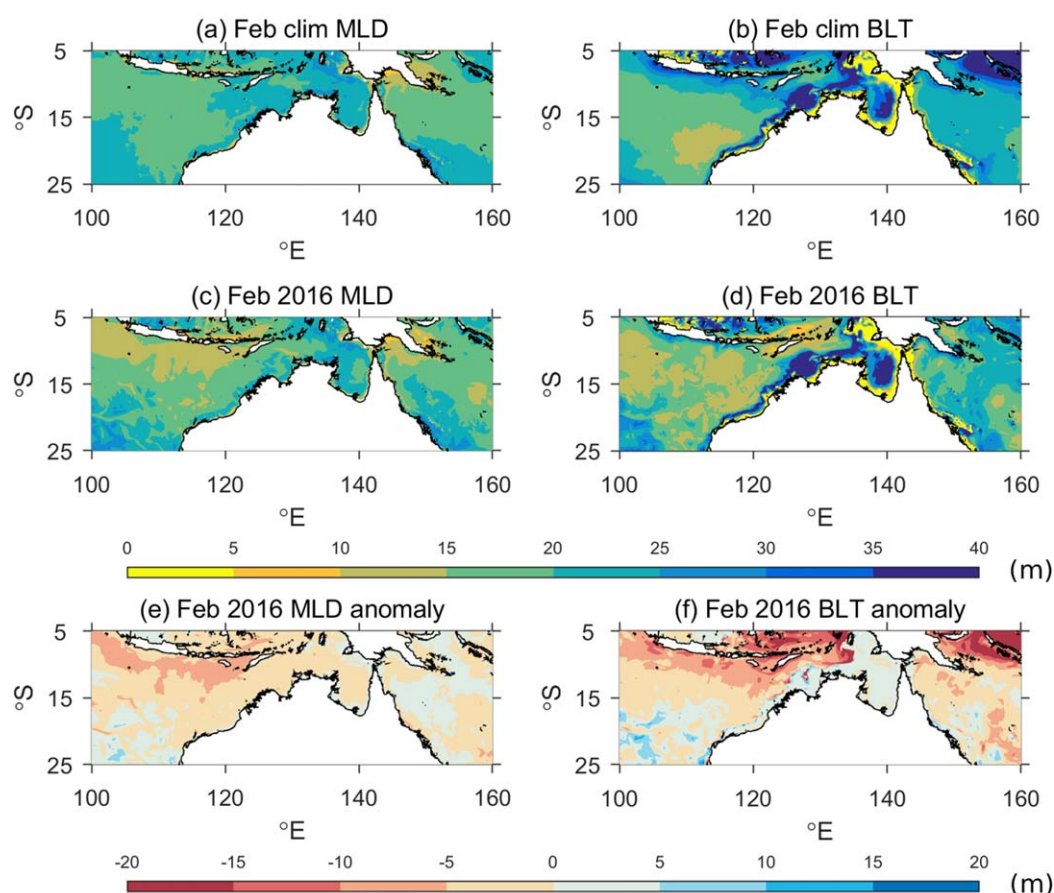 (a) Feb clim MLD
(b) Feb clim BLT
5
15
25
°S
100 120 140 160
°E
5
15
25
°S
100 120 140 160
°E
(c) Feb 2016 MLD
(d) Feb 2016 BLT
5
15
25
°S
100 120 140 160
°E
5
15
25
°S
100 120 140 160
°E
0 5 10 15 20 25 30 35 40
(m)
(e) Feb 2016 MLD anomaly
(f) Feb 2016 BLT anomaly
5
15
25
°S
100 120 140 160
°E
5
15
25
°S
100 120 140 160
°E
-20 -15 -10 -5 0 5 10 15 20
(m)